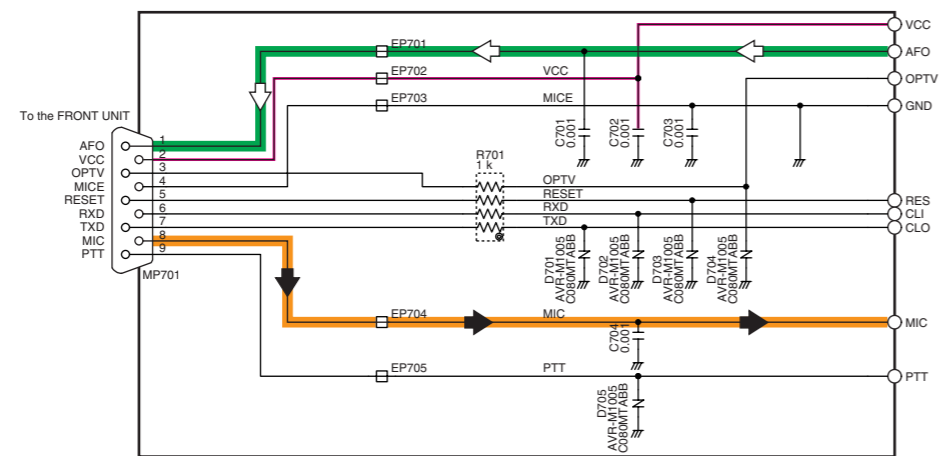 VCC
EP701
AFO
EP702
VCC
OPTV
EP703
MICE
GND
To the FRONT UNIT
C701
0.001
C702
0.001
C703
0.001
AFO 1
VCC 2
OPTV 3
MICE 4
RESET 5
RXD 6
TXD 7
MIC 8
PTT 9
MP701
R701
1 k
OPTV
RESET
RES
RXD
CLI
TXD
CLO
D701
AVR-M1005
C080MTABB
D702
AVR-M1005
C080MTABB
D703
AVR-M1005
C080MTABB
D704
AVR-M1005
C080MTABB
EP704
MIC
MIC
C704
0.001
EP705
PTT
PTT
D705
AVR-M1005
C080MTABB